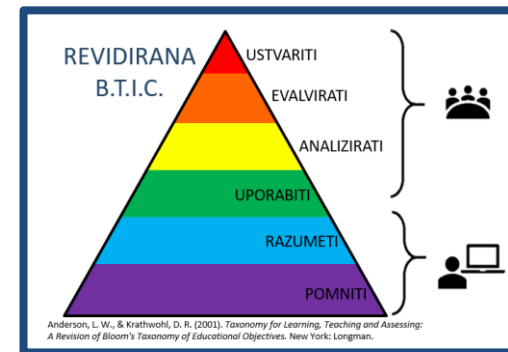 REVIDIRANA
B.T.I.C.
USTVARITI
EVALVIRATI
ANALIZIRATI
UPORABITI
RAZUMETI
POMNITI
Anderson, L. W., & Krathwohl, D. R. (2001). Taxonomy for Learning, Teaching and Assessing:
A Revision of Bloom's Taxonomy of Educational Objectives. New York: Longman.